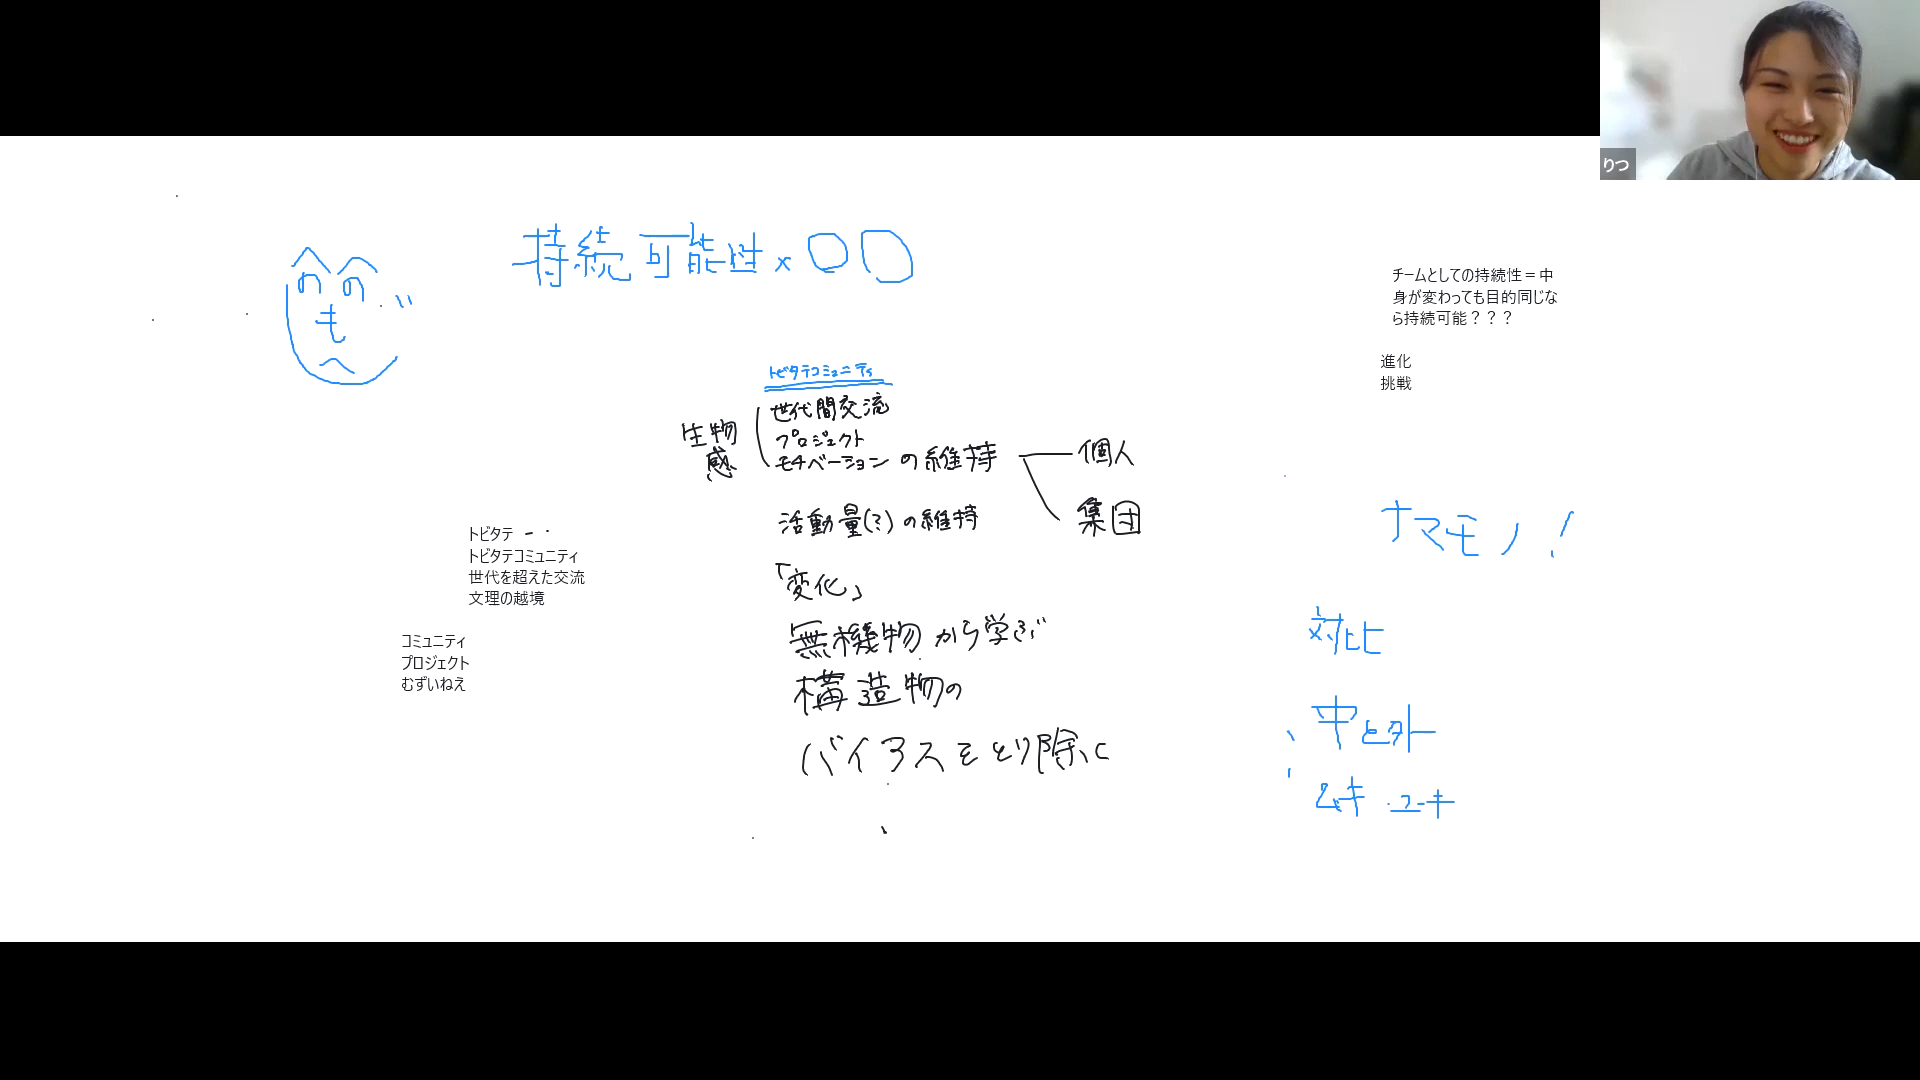 りつ
持続可能性×〇〇
へへ
のの
も
へ
〃
チームとしての持続性＝中
身が変わっても目的同じな
ら持続可能？？？
進化
挑戦
トビタテコミュニティ
生物感
世代間交流
プロジェクト
モチベーションの維持
個人
集団
活動量(?)の維持
「変化」
無機物から学ぶ
構造物の
バイアスをとり除く
トビタテ
トビタテコミュニティ
世代を超えた交流
文理の越境
コミュニティ
プロジェクト
むずいねえ
ナマモノ！
対比
中と外
ムキ ユーキ